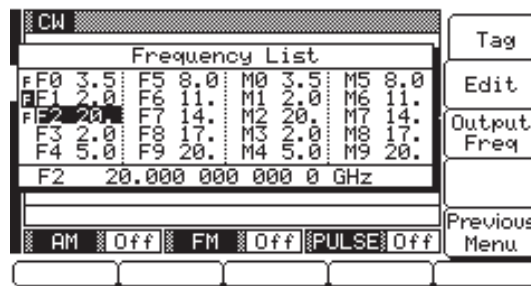 CW
Frequency List
F F0 3.5 F5 8.0 M0 3.5 M5 8.0
F F1 2.0 F6 11. M1 2.0 M6 11.
F F2 20. F7 14. M2 20. M7 14.
F3 2.0 F8 17. M3 2.0 M8 17.
F4 5.0 F9 20. M4 5.0 M9 20.
F2 20.000 000 000 0 GHz
AM Off FM Off PULSE Off
Tag
Edit
Output
Freq
Previous
Menu